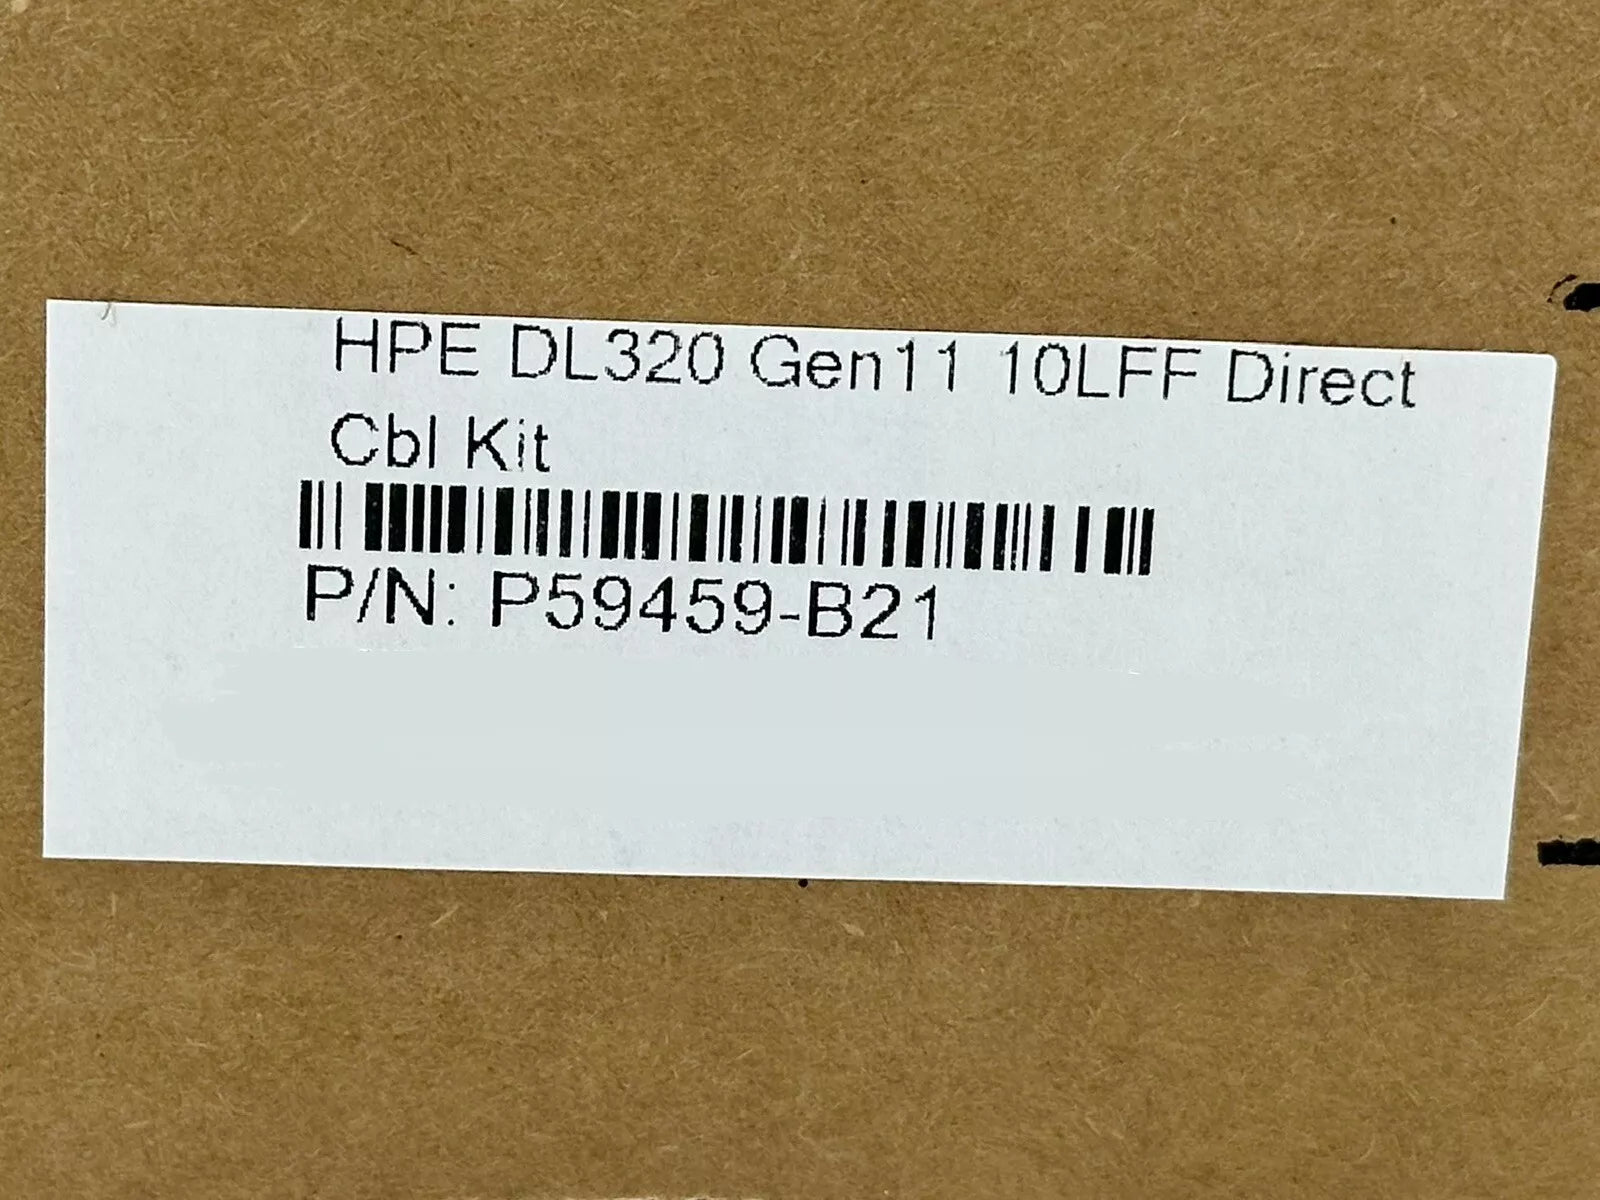 HPE DL320 Gen11 10LFF Direct
Cbl Kit
P/N: P59459-B21